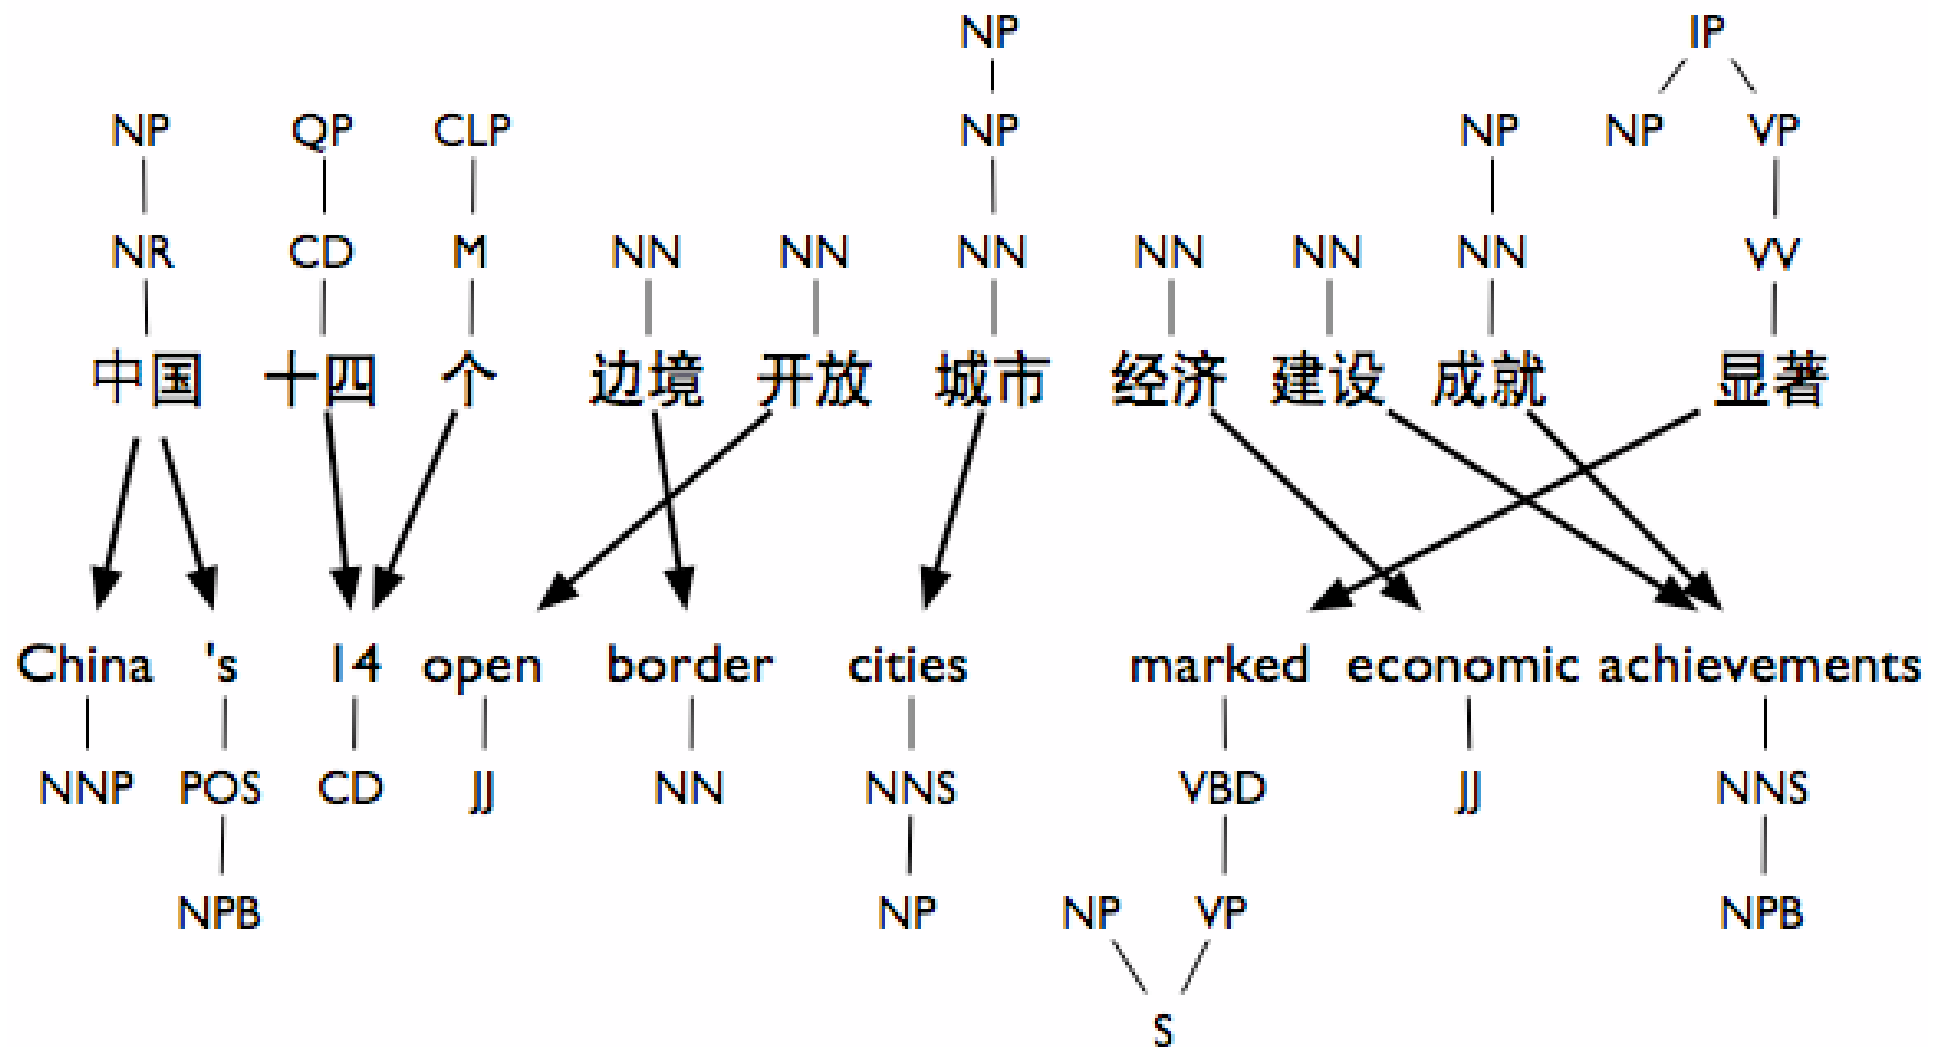 NP IP
NP QP CLP NP NP NP VP
NR CD M NN NN NN NN NN NN VV
中国 十四 个 边境 开放 城市 经济 建设 成就 显著
China 's 14 open border cities marked economic achievements
NNP POS CD JJ NN NNS VBD JJ NNS
NPB NP NP VP NPB
S